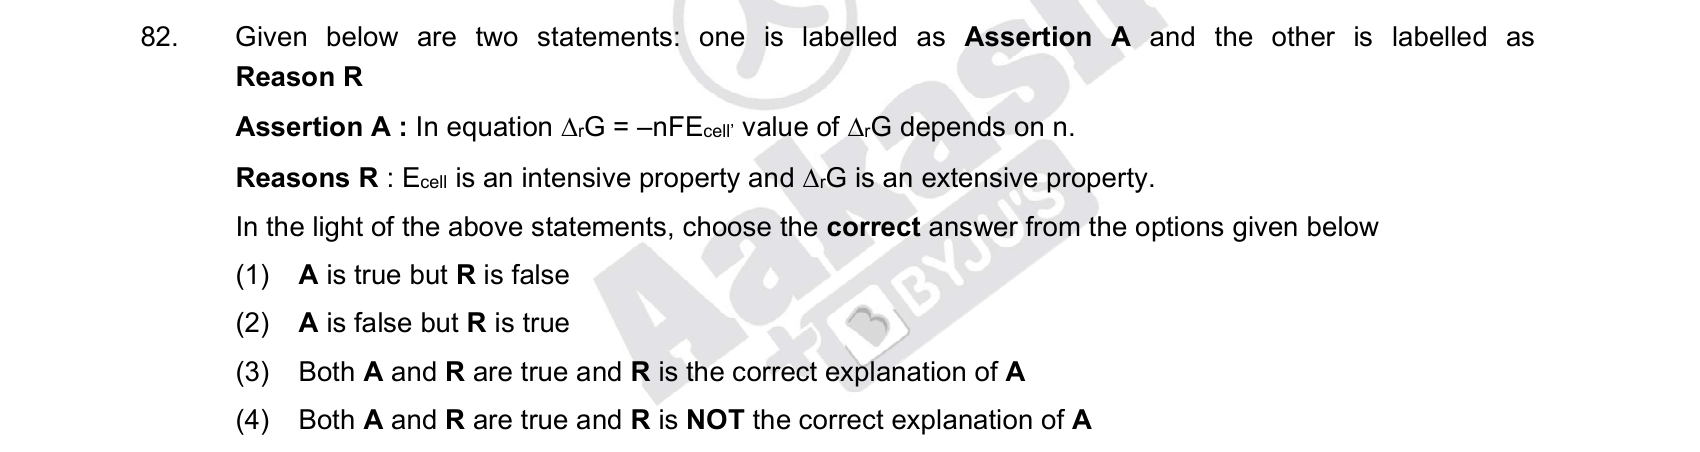 82. Given below are two statements: one is labelled as Assertion A and the other is labelled as
Reason R
Assertion A : In equation ΔrG = –nFEcell’ value of ΔrG depends on n.
Reasons R : Ecell is an intensive property and ΔrG is an extensive property.
In the light of the above statements, choose the correct answer from the options given below
(1) A is true but R is false
(2) A is false but R is true
(3) Both A and R are true and R is the correct explanation of A
(4) Both A and R are true and R is NOT the correct explanation of A
Aakash
BYJU'S